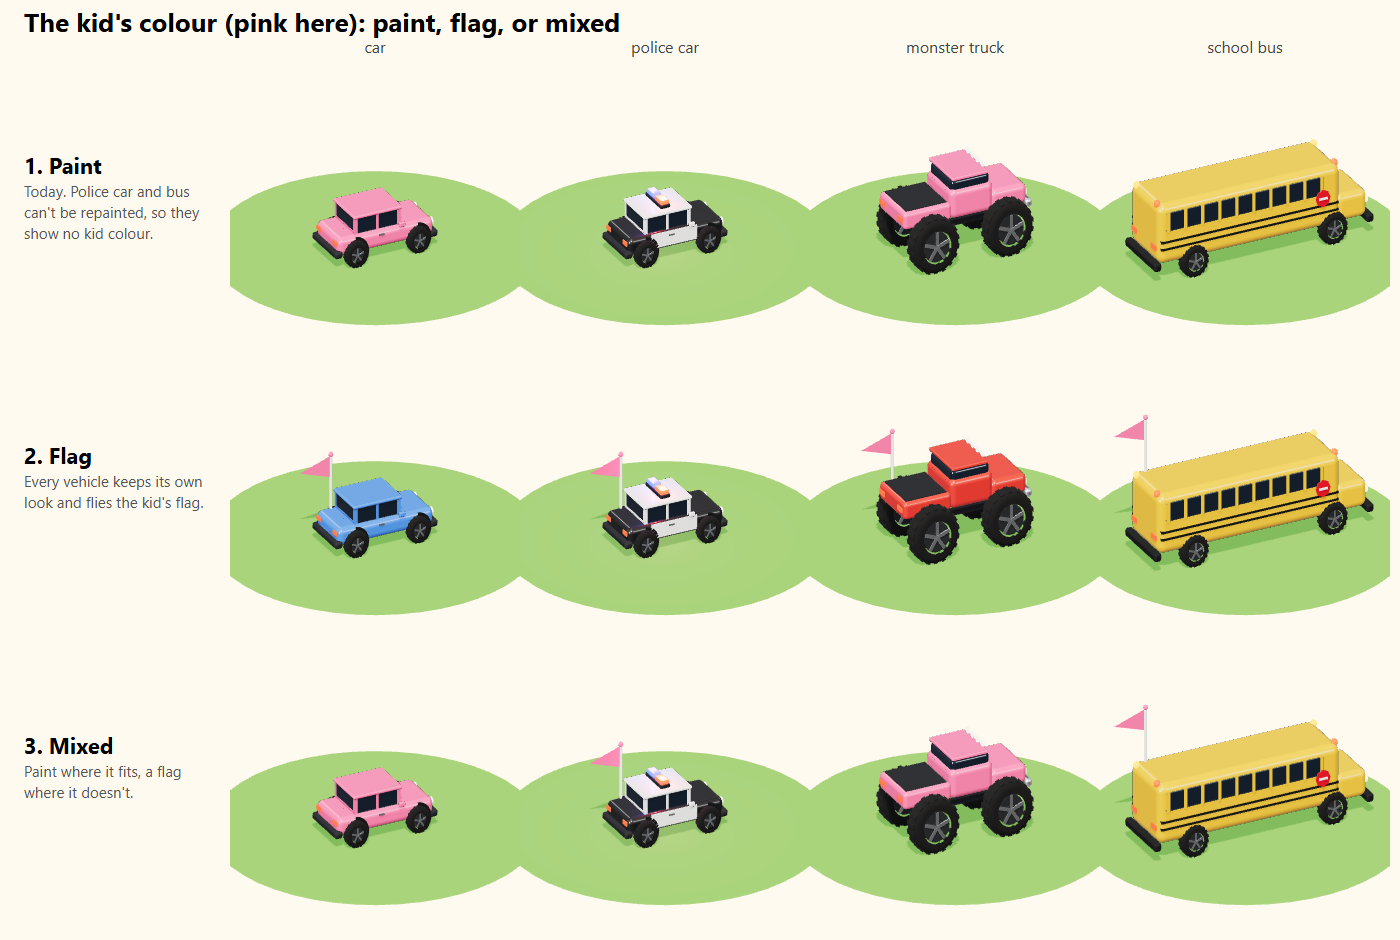 The kid's colour (pink here): paint, flag, or mixed
car
police car
monster truck
school bus
1. Paint
Today. Police car and bus
can't be repainted, so they
show no kid colour.
2. Flag
Every vehicle keeps its own
look and flies the kid's flag.
3. Mixed
Paint where it fits, a flag
where it doesn't.